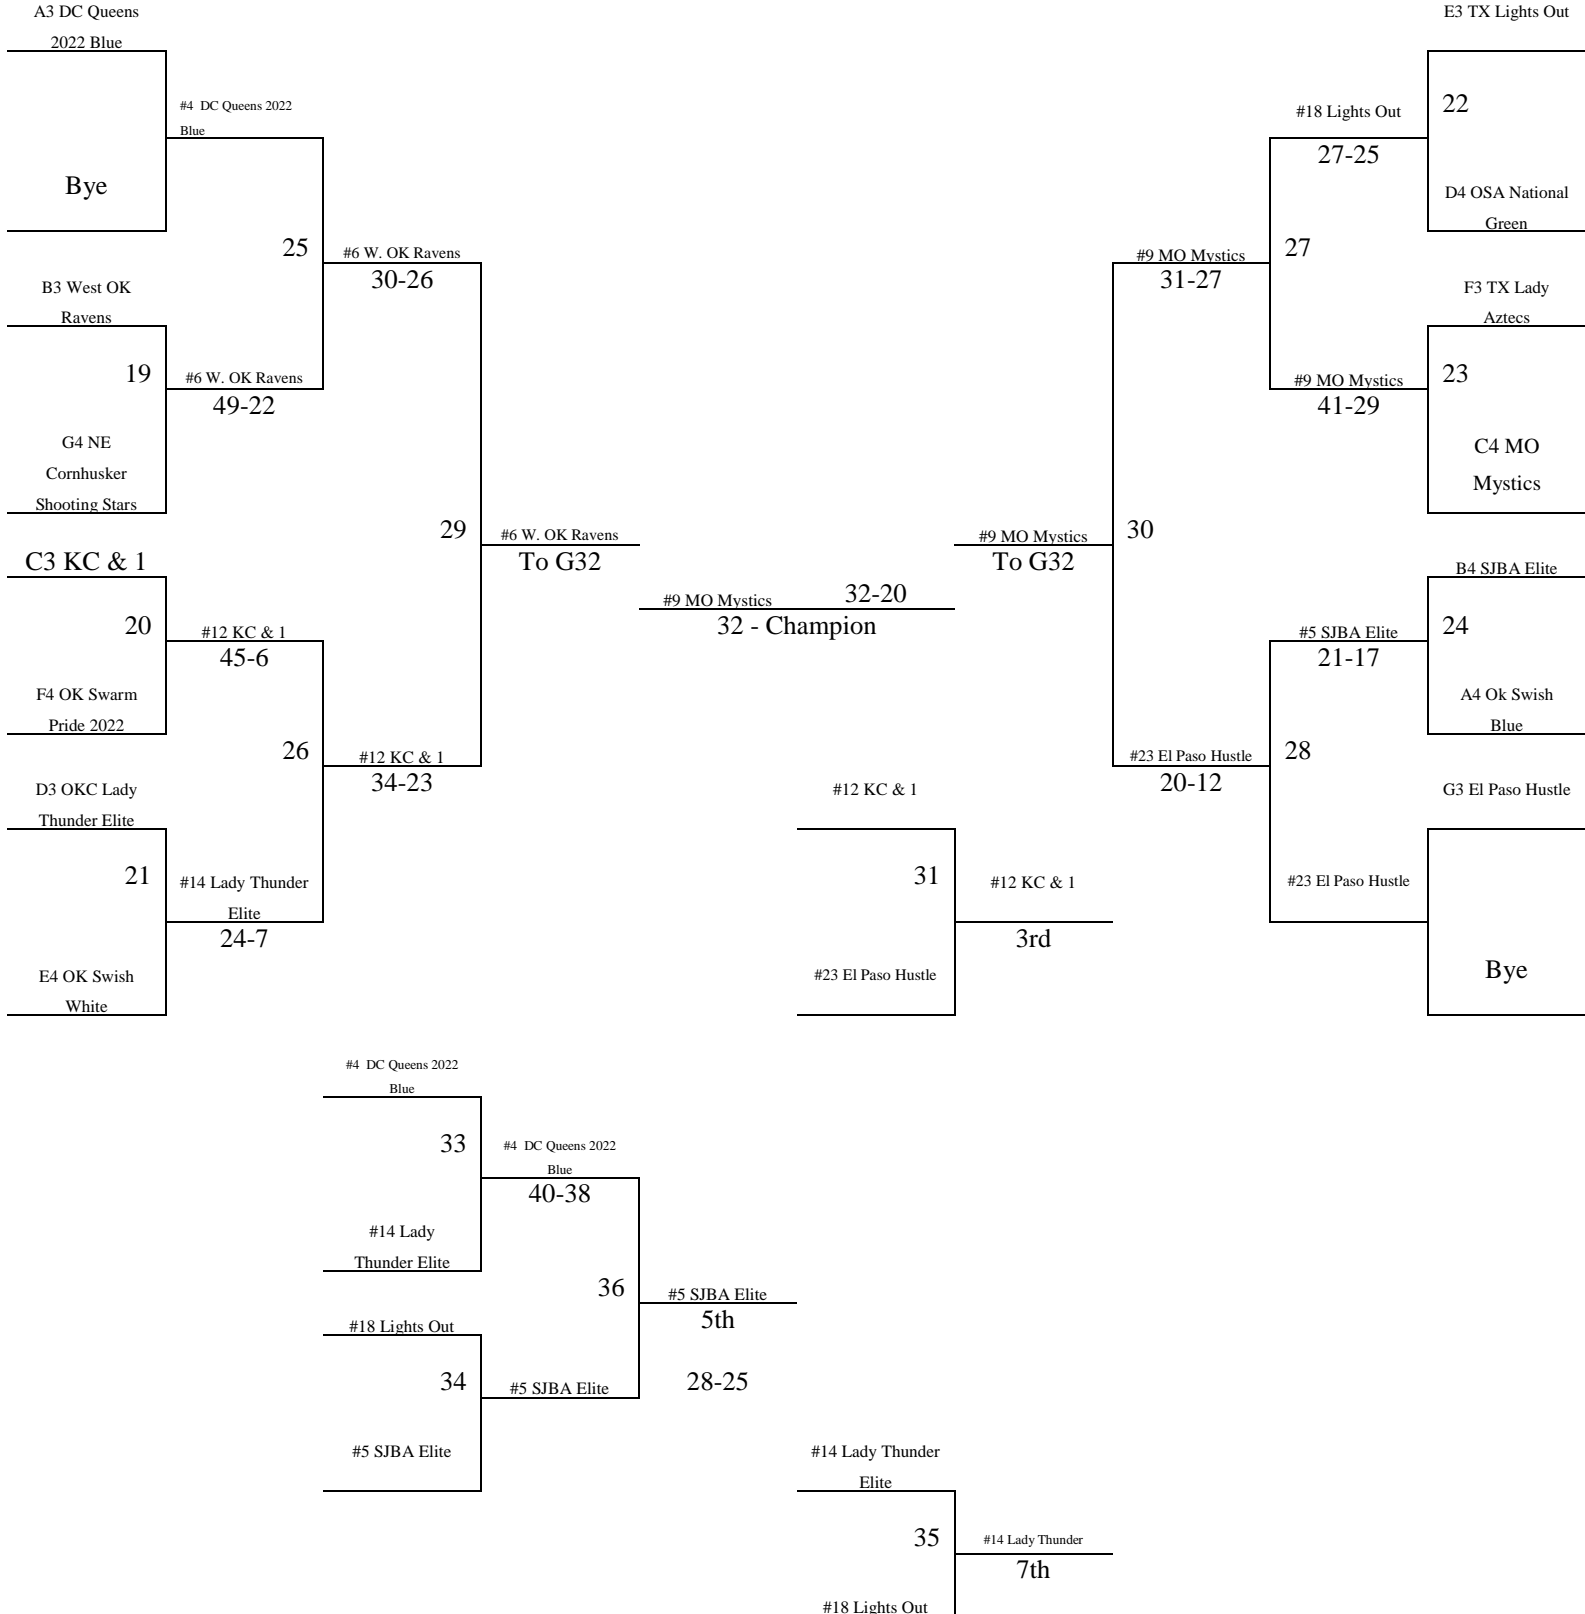 A3 DC Queens
2022 Blue
E3 TX Lights Out
#4 DC Queens 2022
Blue
#18 Lights Out
22
27-25
Bye
D4 OSA National
Green
25
#6 W. OK Ravens
30-26
#9 MO Mystics
31-27
27
B3 West OK
Ravens
F3 TX Lady
Aztecs
19
#6 W. OK Ravens
49-22
#9 MO Mystics
41-29
23
G4 NE
Cornhusker
Shooting Stars
C4 MO
Mystics
29
#6 W. OK Ravens
To G32
#9 MO Mystics
To G32
30
C3 KC & 1
B4 SJBA Elite
#9 MO Mystics
32-20
32 - Champion
20
#12 KC & 1
45-6
#5 SJBA Elite
21-17
24
F4 OK Swarm
Pride 2022
A4 Ok Swish
Blue
26
#12 KC & 1
34-23
#23 El Paso Hustle
20-12
28
D3 OKC Lady
Thunder Elite
#12 KC & 1
G3 El Paso Hustle
21
#14 Lady Thunder
Elite
24-7
31
#12 KC & 1
3rd
#23 El Paso Hustle
E4 OK Swish
White
#23 El Paso Hustle
Bye
#4 DC Queens 2022
Blue
33
#4 DC Queens 2022
Blue
40-38
#14 Lady
Thunder Elite
36
#5 SJBA Elite
5th
#18 Lights Out
34
#5 SJBA Elite
28-25
#5 SJBA Elite
#14 Lady Thunder
Elite
35
#14 Lady Thunder
7th
#18 Lights Out